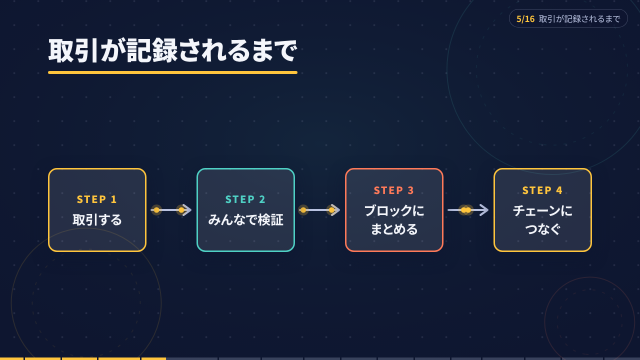 5/16 取引が記録されるまで
取引が記録されるまで
STEP 1
取引する
STEP 2
みんなで検証
STEP 3
ブロックに
まとめる
STEP 4
チェーンに
つなぐ